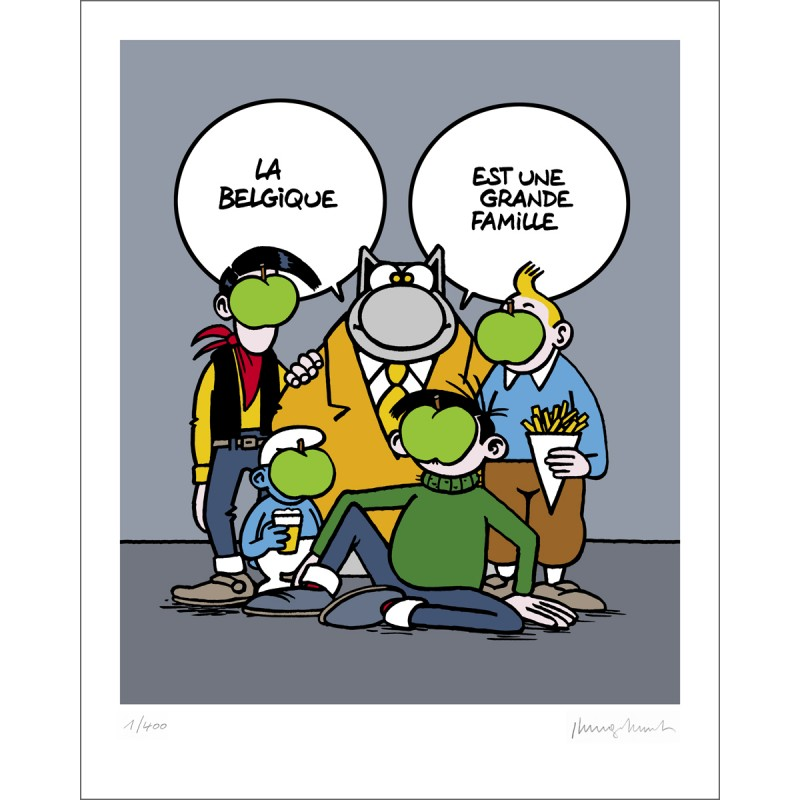 LA
BELGiQUE
EST UNE
GRANDE
FAMiLLE
1/400